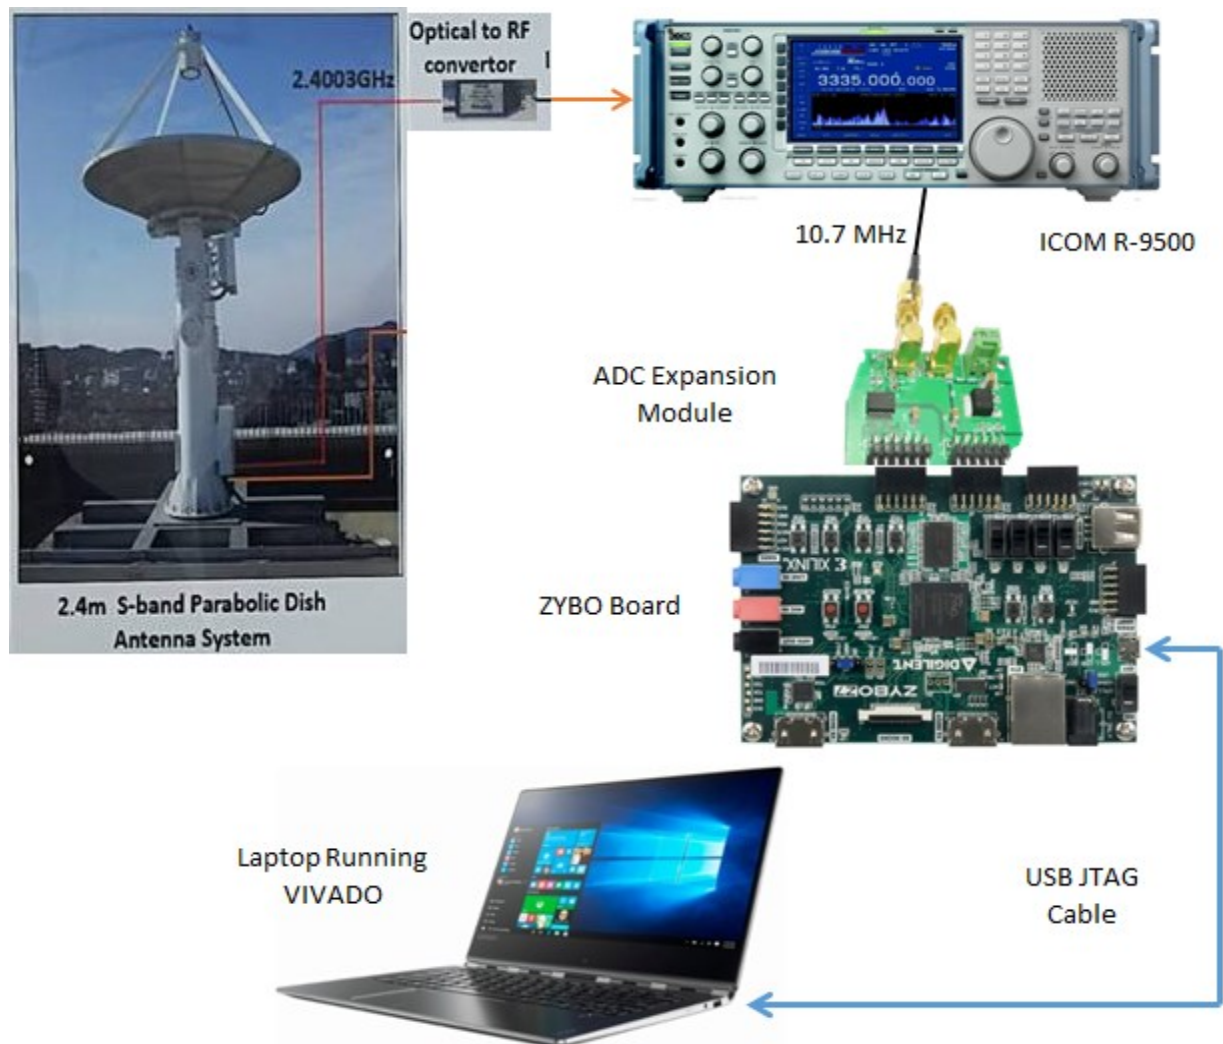 Optical to RF
convertor
2.4003GHz
3335.000.000
10.7 MHz
ICOM R-9500
ADC Expansion
Module
XILINX
ZYBO Board
DIGILENT
ZYBO Z7
2.4m S-band Parabolic Dish
Antenna System
Laptop Running
VIVADO
USB JTAG
Cable